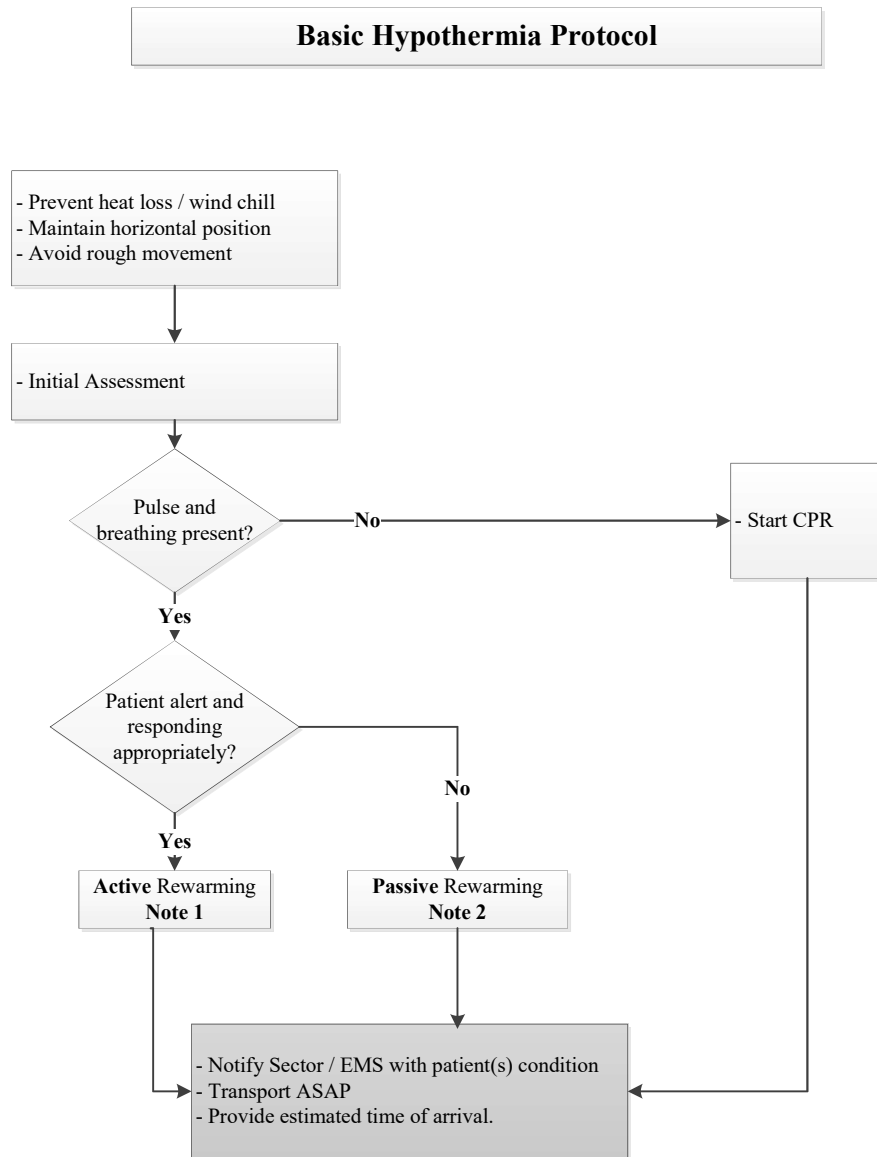 Basic Hypothermia Protocol
- Prevent heat loss / wind chill
- Maintain horizontal position
- Avoid rough movement
- Initial Assessment
Pulse and
breathing present?
No
- Start CPR
Yes
Patient alert and
responding
appropriately?
No
Yes
Active Rewarming
Note 1
Passive Rewarming
Note 2
- Notify Sector / EMS with patient(s) condition
- Transport ASAP
- Provide estimated time of arrival.